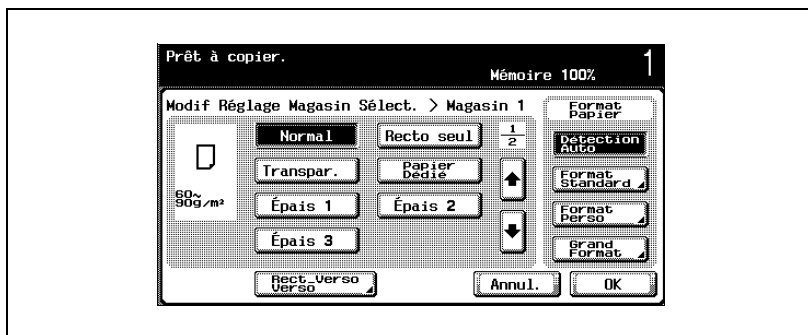 Prêt à copier.
Mémoire 100%
1
Modif Réglage Magasin Sélect. > Magasin 1
Format
Papier
Normal
Recto seul
1
2
Détection
Auto
Transpar.
Papier
Dédié
Format
Standard
60~
90g/m²
Épais 1
Épais 2
Format
Perso
Épais 3
Grand
Format
Rect_Verso
Verso
Annul.
OK